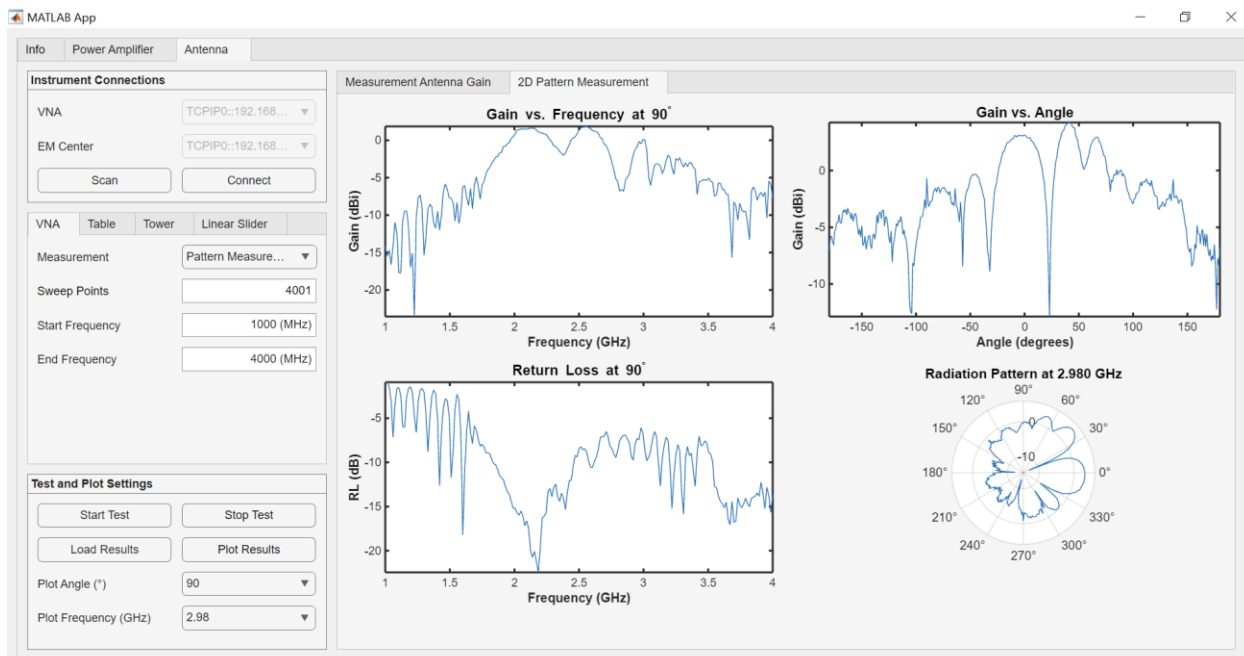 MATLAB App
Info Power Amplifier Antenna
Instrument Connections
VNA TCPIP0::192.168...
EM Center TCPIP0::192.168...
Scan Connect
VNA Table Tower Linear Slider
Measurement Pattern Measure...
Sweep Points 4001
Start Frequency 1000 (MHz)
End Frequency 4000 (MHz)
Test and Plot Settings
Start Test Stop Test
Load Results Plot Results
Plot Angle (°) 90
Plot Frequency (GHz) 2.98
Measurement Antenna Gain 2D Pattern Measurement
Gain vs. Frequency at 90°
Gain (dBi)
0
-5
-10
-15
-20
1 1.5 2 2.5 3 3.5 4
Frequency (GHz)
Gain vs. Angle
Gain (dBi)
0
-5
-10
-150 -100 -50 0 50 100 150
Angle (degrees)
Return Loss at 90°
RL (dB)
-5
-10
-15
-20
1 1.5 2 2.5 3 3.5 4
Frequency (GHz)
Radiation Pattern at 2.980 GHz
90°
120° 60°
150° 0 30°
-10
180° 0°
210° 330°
240° 300°
270°